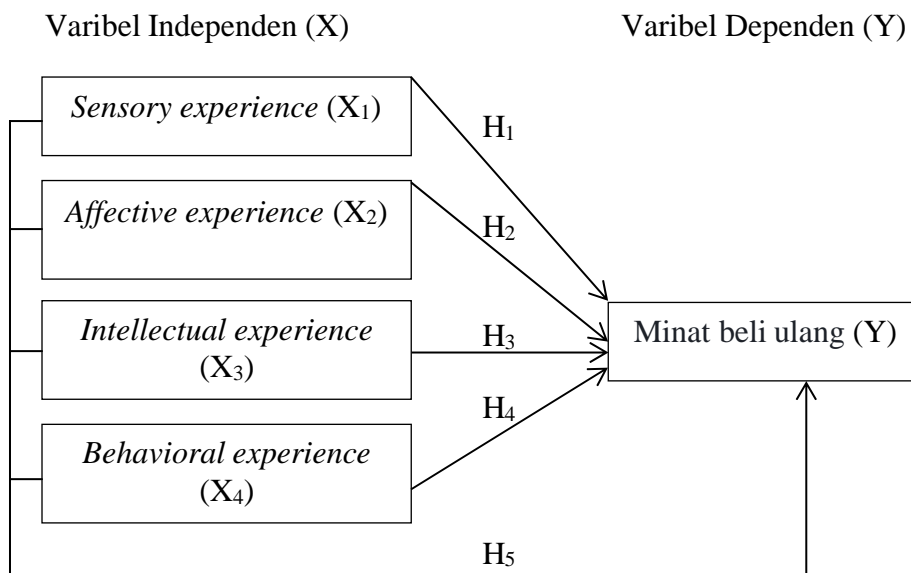 Varibel Independen (X)
Varibel Dependen (Y)
Sensory experience (X₁)
H₁
Affective experience (X₂)
H₂
Intellectual experience
(X₃)
H₃
Minat beli ulang (Y)
H₄
Behavioral experience
(X₄)
H₅